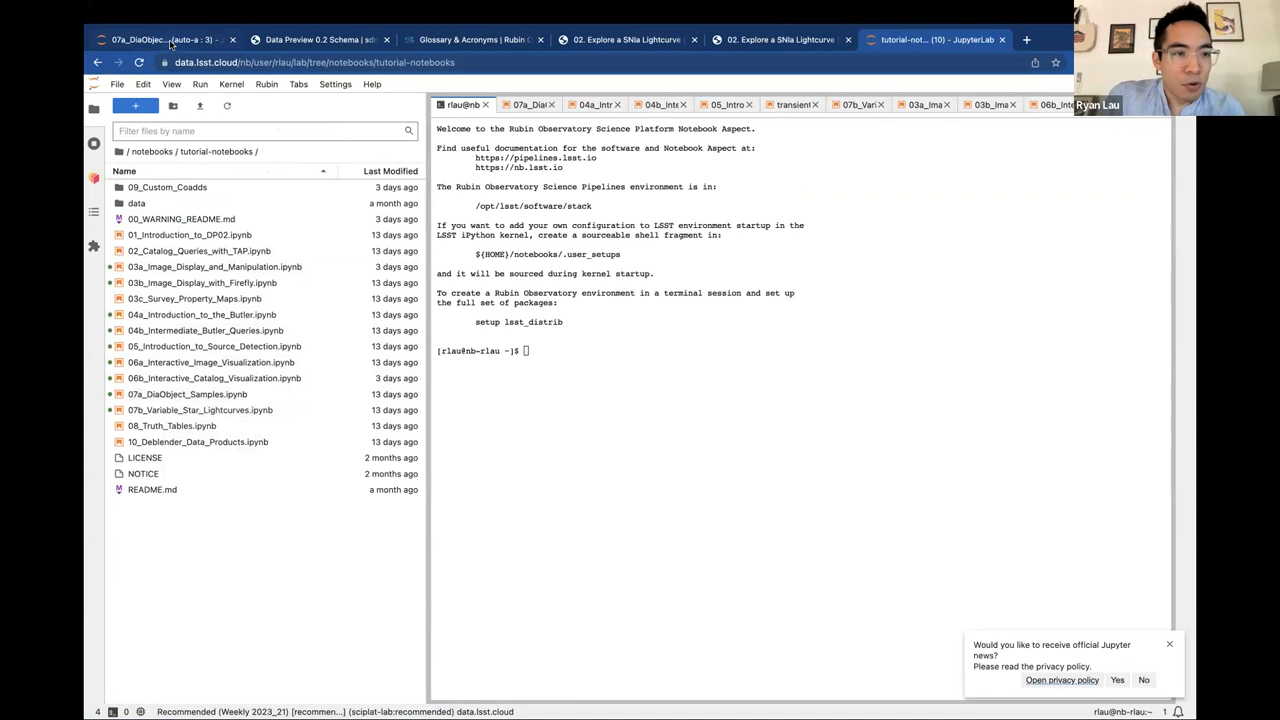 07a_DiaObjec... (auto-a : 3) -
Data Preview 0.2 Schema | sd
Glossary & Acronyms | Rubi
02. Explore a SNIa Lightcurve
02. Explore a SNIa Lightcurve
tutorial-not... (10) - JupyterLab
data.lsst.cloud/nb/user/rlau/lab/tree/notebooks/tutorial-notebooks
File Edit View Run Kernel Rubin Tabs Settings Help
Filter files by name
/ notebooks / tutorial-notebooks /
Name Last Modified
09_Custom_Coadds 3 days ago
data a month ago
00_WARNING_README.md 3 days ago
01_Introduction_to_DP02.ipynb 13 days ago
02_Catalog_Queries_with_TAP.ipynb 13 days ago
03a_Image_Display_and_Manipulation.ipynb 3 days ago
03b_Image_Display_with_Firefly.ipynb 13 days ago
03c_Survey_Property_Maps.ipynb 13 days ago
04a_Introduction_to_the_Butler.ipynb 13 days ago
04b_Intermediate_Butler_Queries.ipynb 13 days ago
05_Introduction_to_Source_Detection.ipynb 13 days ago
06a_Interactive_Image_Visualization.ipynb 13 days ago
06b_Interactive_Catalog_Visualization.ipynb 3 days ago
07a_DiaObject_Samples.ipynb 13 days ago
07b_Variable_Star_Lightcurves.ipynb 13 days ago
08_Truth_Tables.ipynb 13 days ago
10_Deblender_Data_Products.ipynb 13 days ago
LICENSE 2 months ago
NOTICE 2 months ago
README.md a month ago
rlau@nb
07a_Dia
04a_Intr
04b_Inte
05_Intro
transient
07b_Vari
03a_Ima
03b_Ima
06b_Inte
Welcome to the Rubin Observatory Science Platform Notebook Aspect.
Find useful documentation for the software and Notebook Aspect at:
https://pipelines.lsst.io
https://nb.lsst.io
The Rubin Observatory Science Pipelines environment is in:
/opt/lsst/software/stack
If you want to add your own configuration to LSST environment startup in the
LSST iPython kernel, create a sourceable shell fragment in:
${HOME}/notebooks/.user_setups
and it will be sourced during kernel startup.
To create a Rubin Observatory environment in a terminal session and set up
the full set of packages:
setup lsst_distrib
[rlau@nb-rlau ~]$
Ryan Lau
Would you like to receive official Jupyter
news?
Please read the privacy policy.
Open privacy policy Yes No
4 0 Recommended (Weekly 2023_21) [recommen...] (sciplat-lab:recommended) data.lsst.cloud
rlau@nb-rlau:~ 1